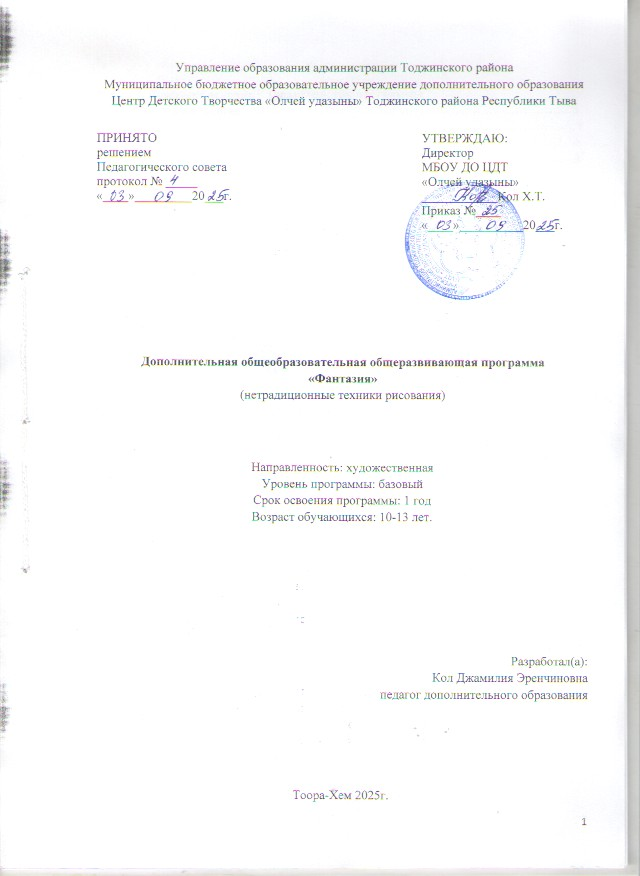 Управление образования администрации Тоджинского района
Муниципальное бюджетное образовательное учреждение дополнительного образования
Центр Детского Творчества «Олчей удазыны» Тоджинского района Республики Тыва
ПРИНЯТО
решением
Педагогического совета
протокол № 4
«03» 09 2025г.
УТВЕРЖДАЮ:
Директор
МБОУ ДО ЦДТ
«Олчей удазыны»
Кол Х.Т.
Приказ № 25
«03» 09 2025г.
Дополнительная общеобразовательная общеразвивающая программа
«Фантазия»
(нетрадиционные техники рисования)
Направленность: художественная
Уровень программы: базовый
Срок освоения программы: 1 год
Возраст обучающихся: 10-13 лет.
Разработал(а):
Кол Джамилия Эренчиновна
педагог дополнительного образования
Тоора-Хем 2025г.
1